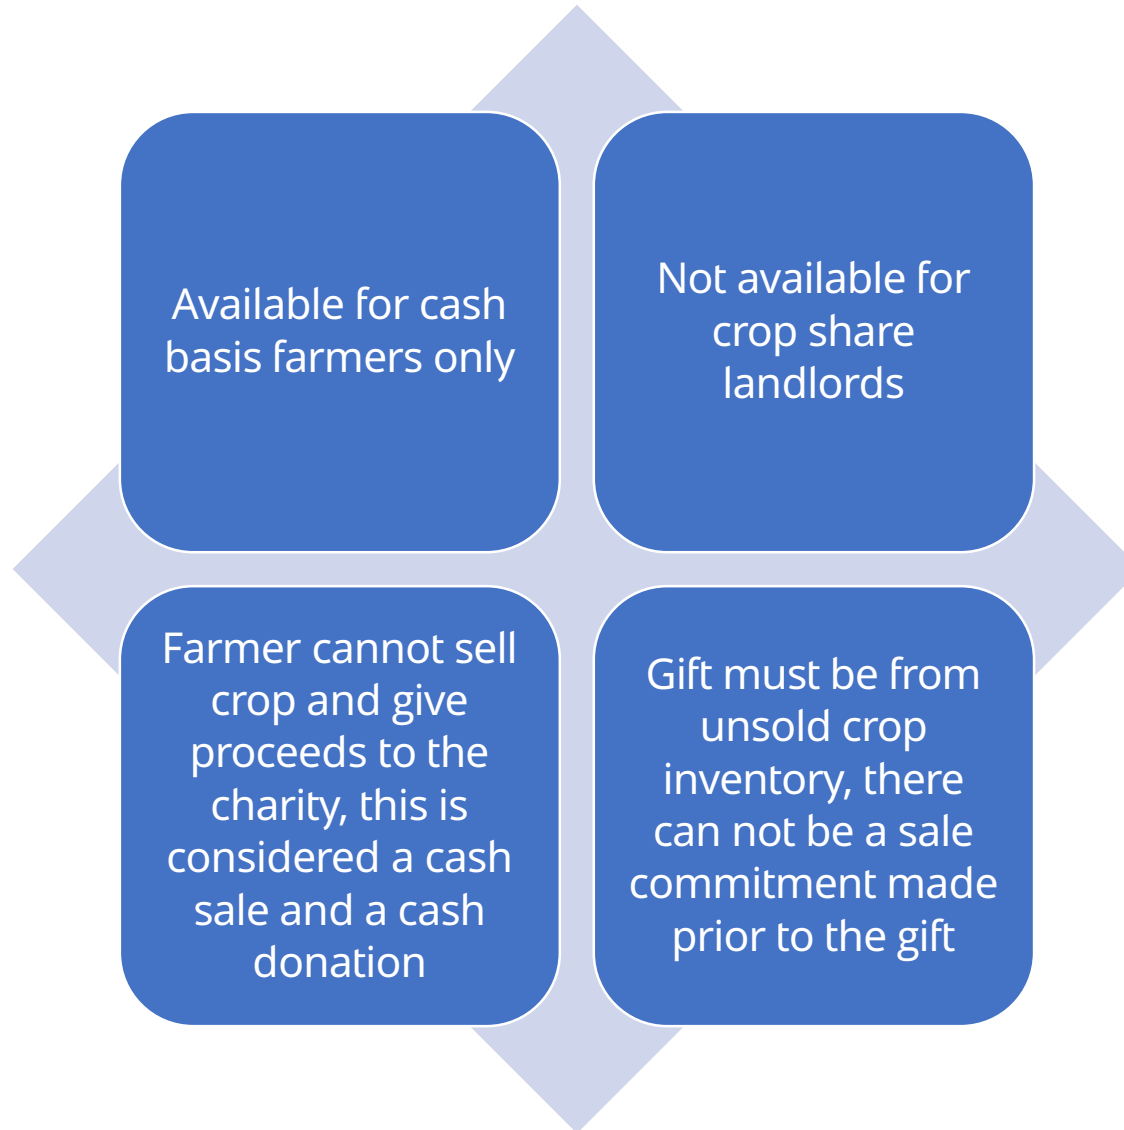 Available for cash
basis farmers only
Not available for
crop share
landlords
Farmer cannot sell
crop and give
proceeds to the
charity, this is
considered a cash
sale and a cash
donation
Gift must be from
unsold crop
inventory, there
can not be a sale
commitment made
prior to the gift